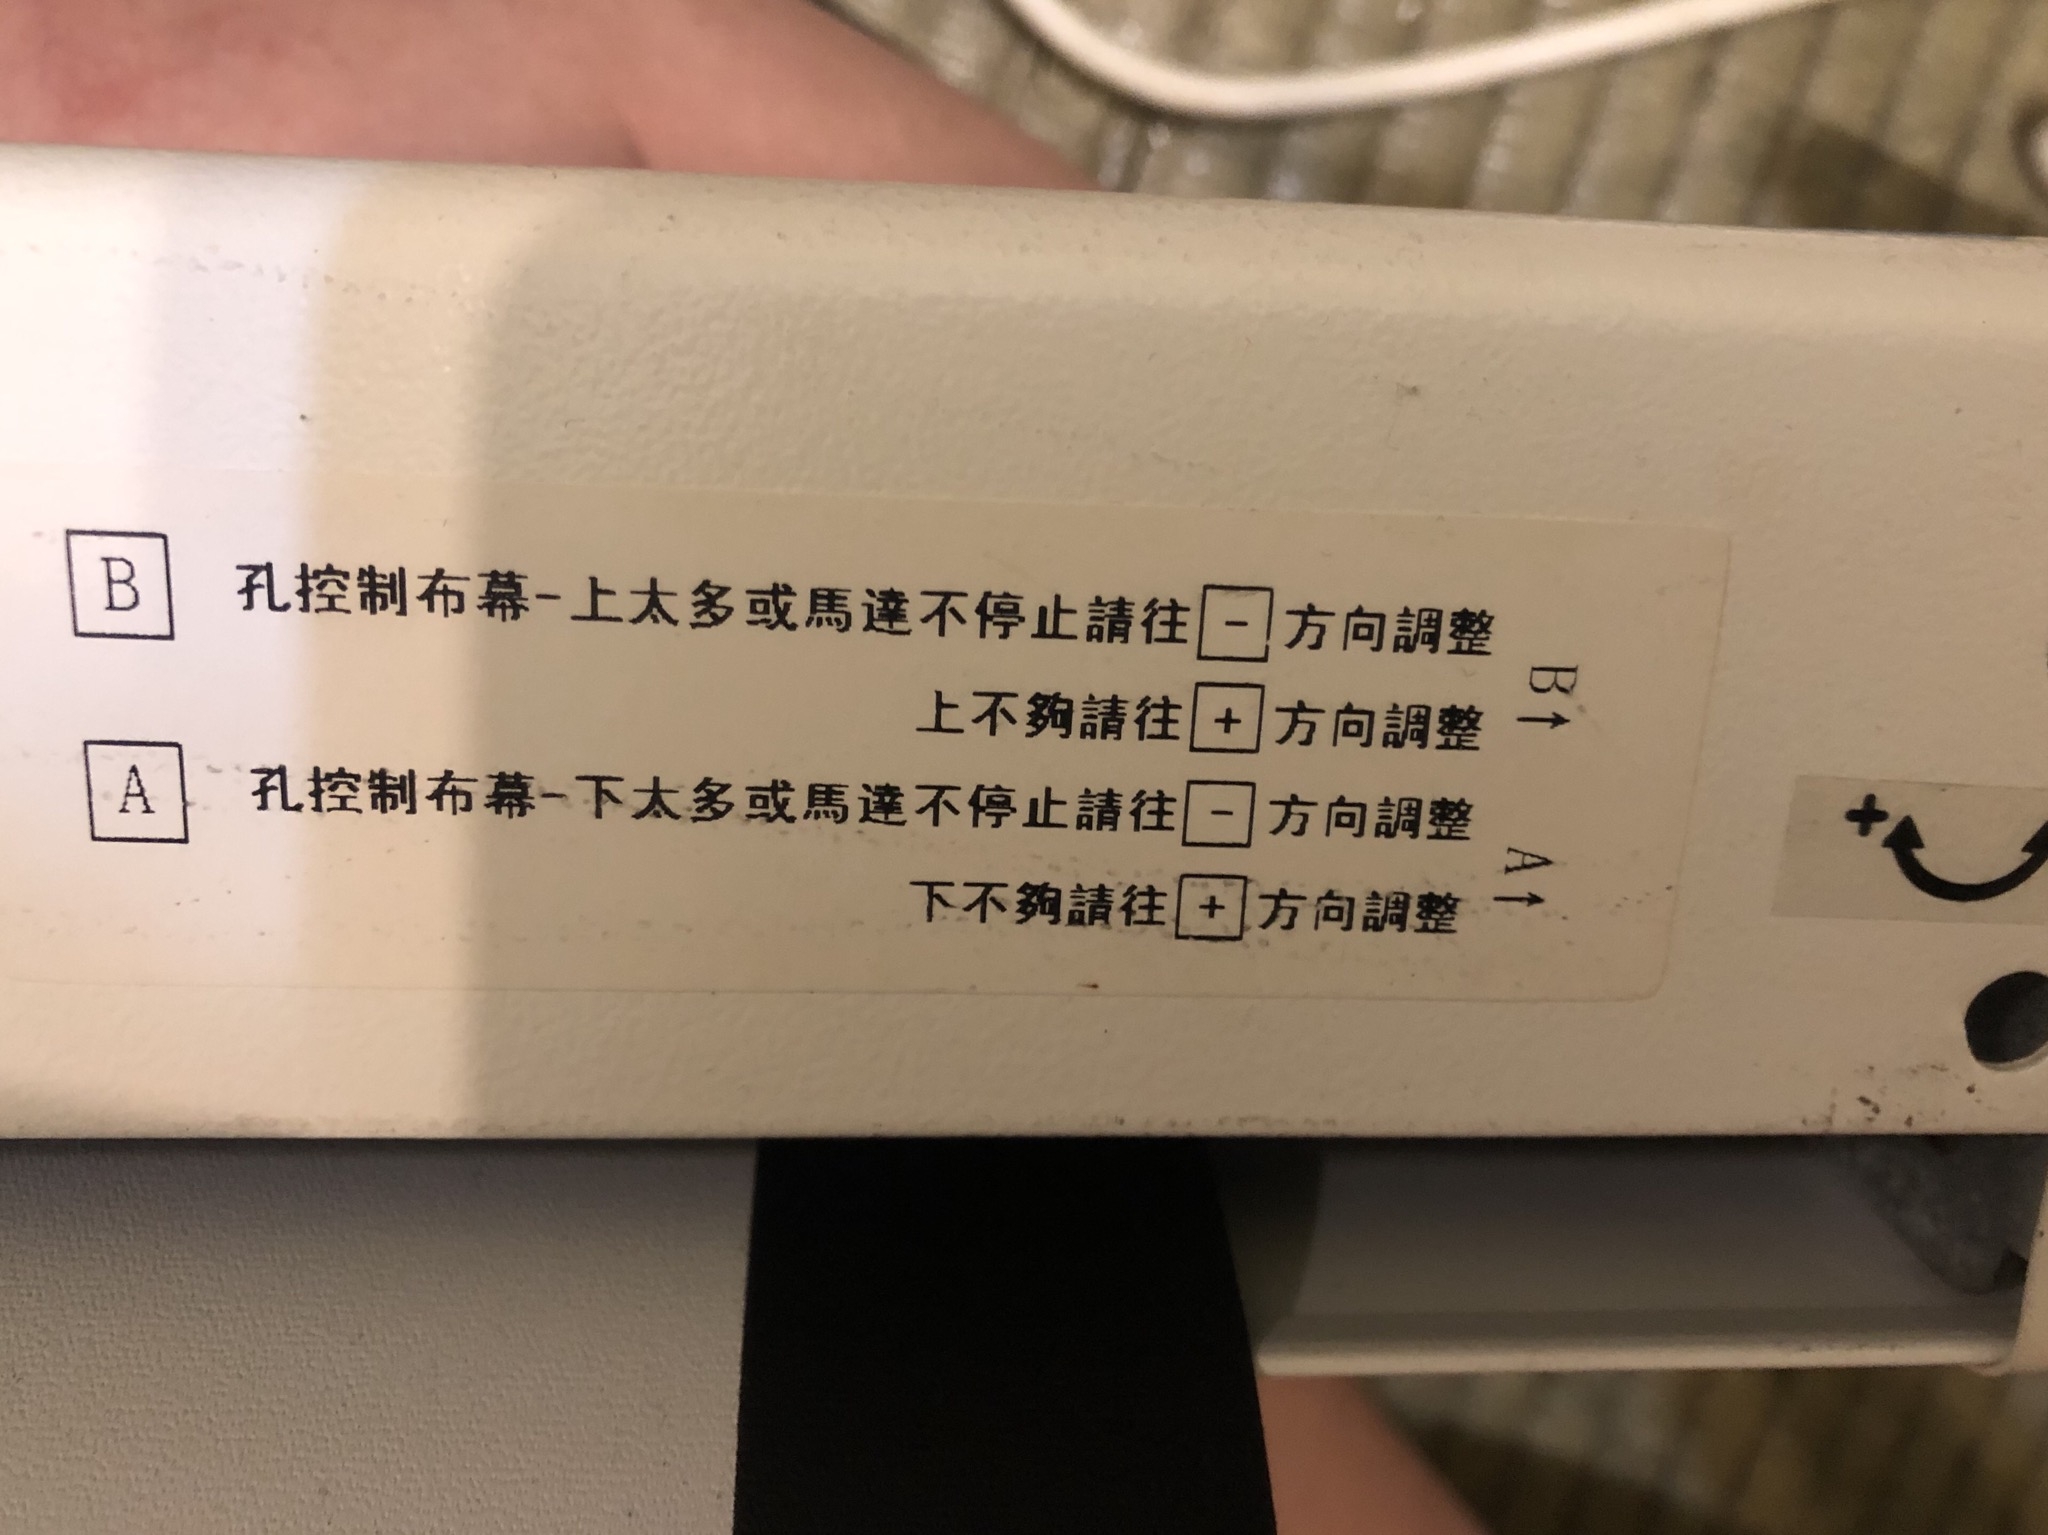 B 孔控制布幕-上太多或馬達不停止請往 - 方向調整
上不夠請往 + 方向調整
B→
A 孔控制布幕-下太多或馬達不停止請往 - 方向調整
下不夠請往 + 方向調整
A→
+